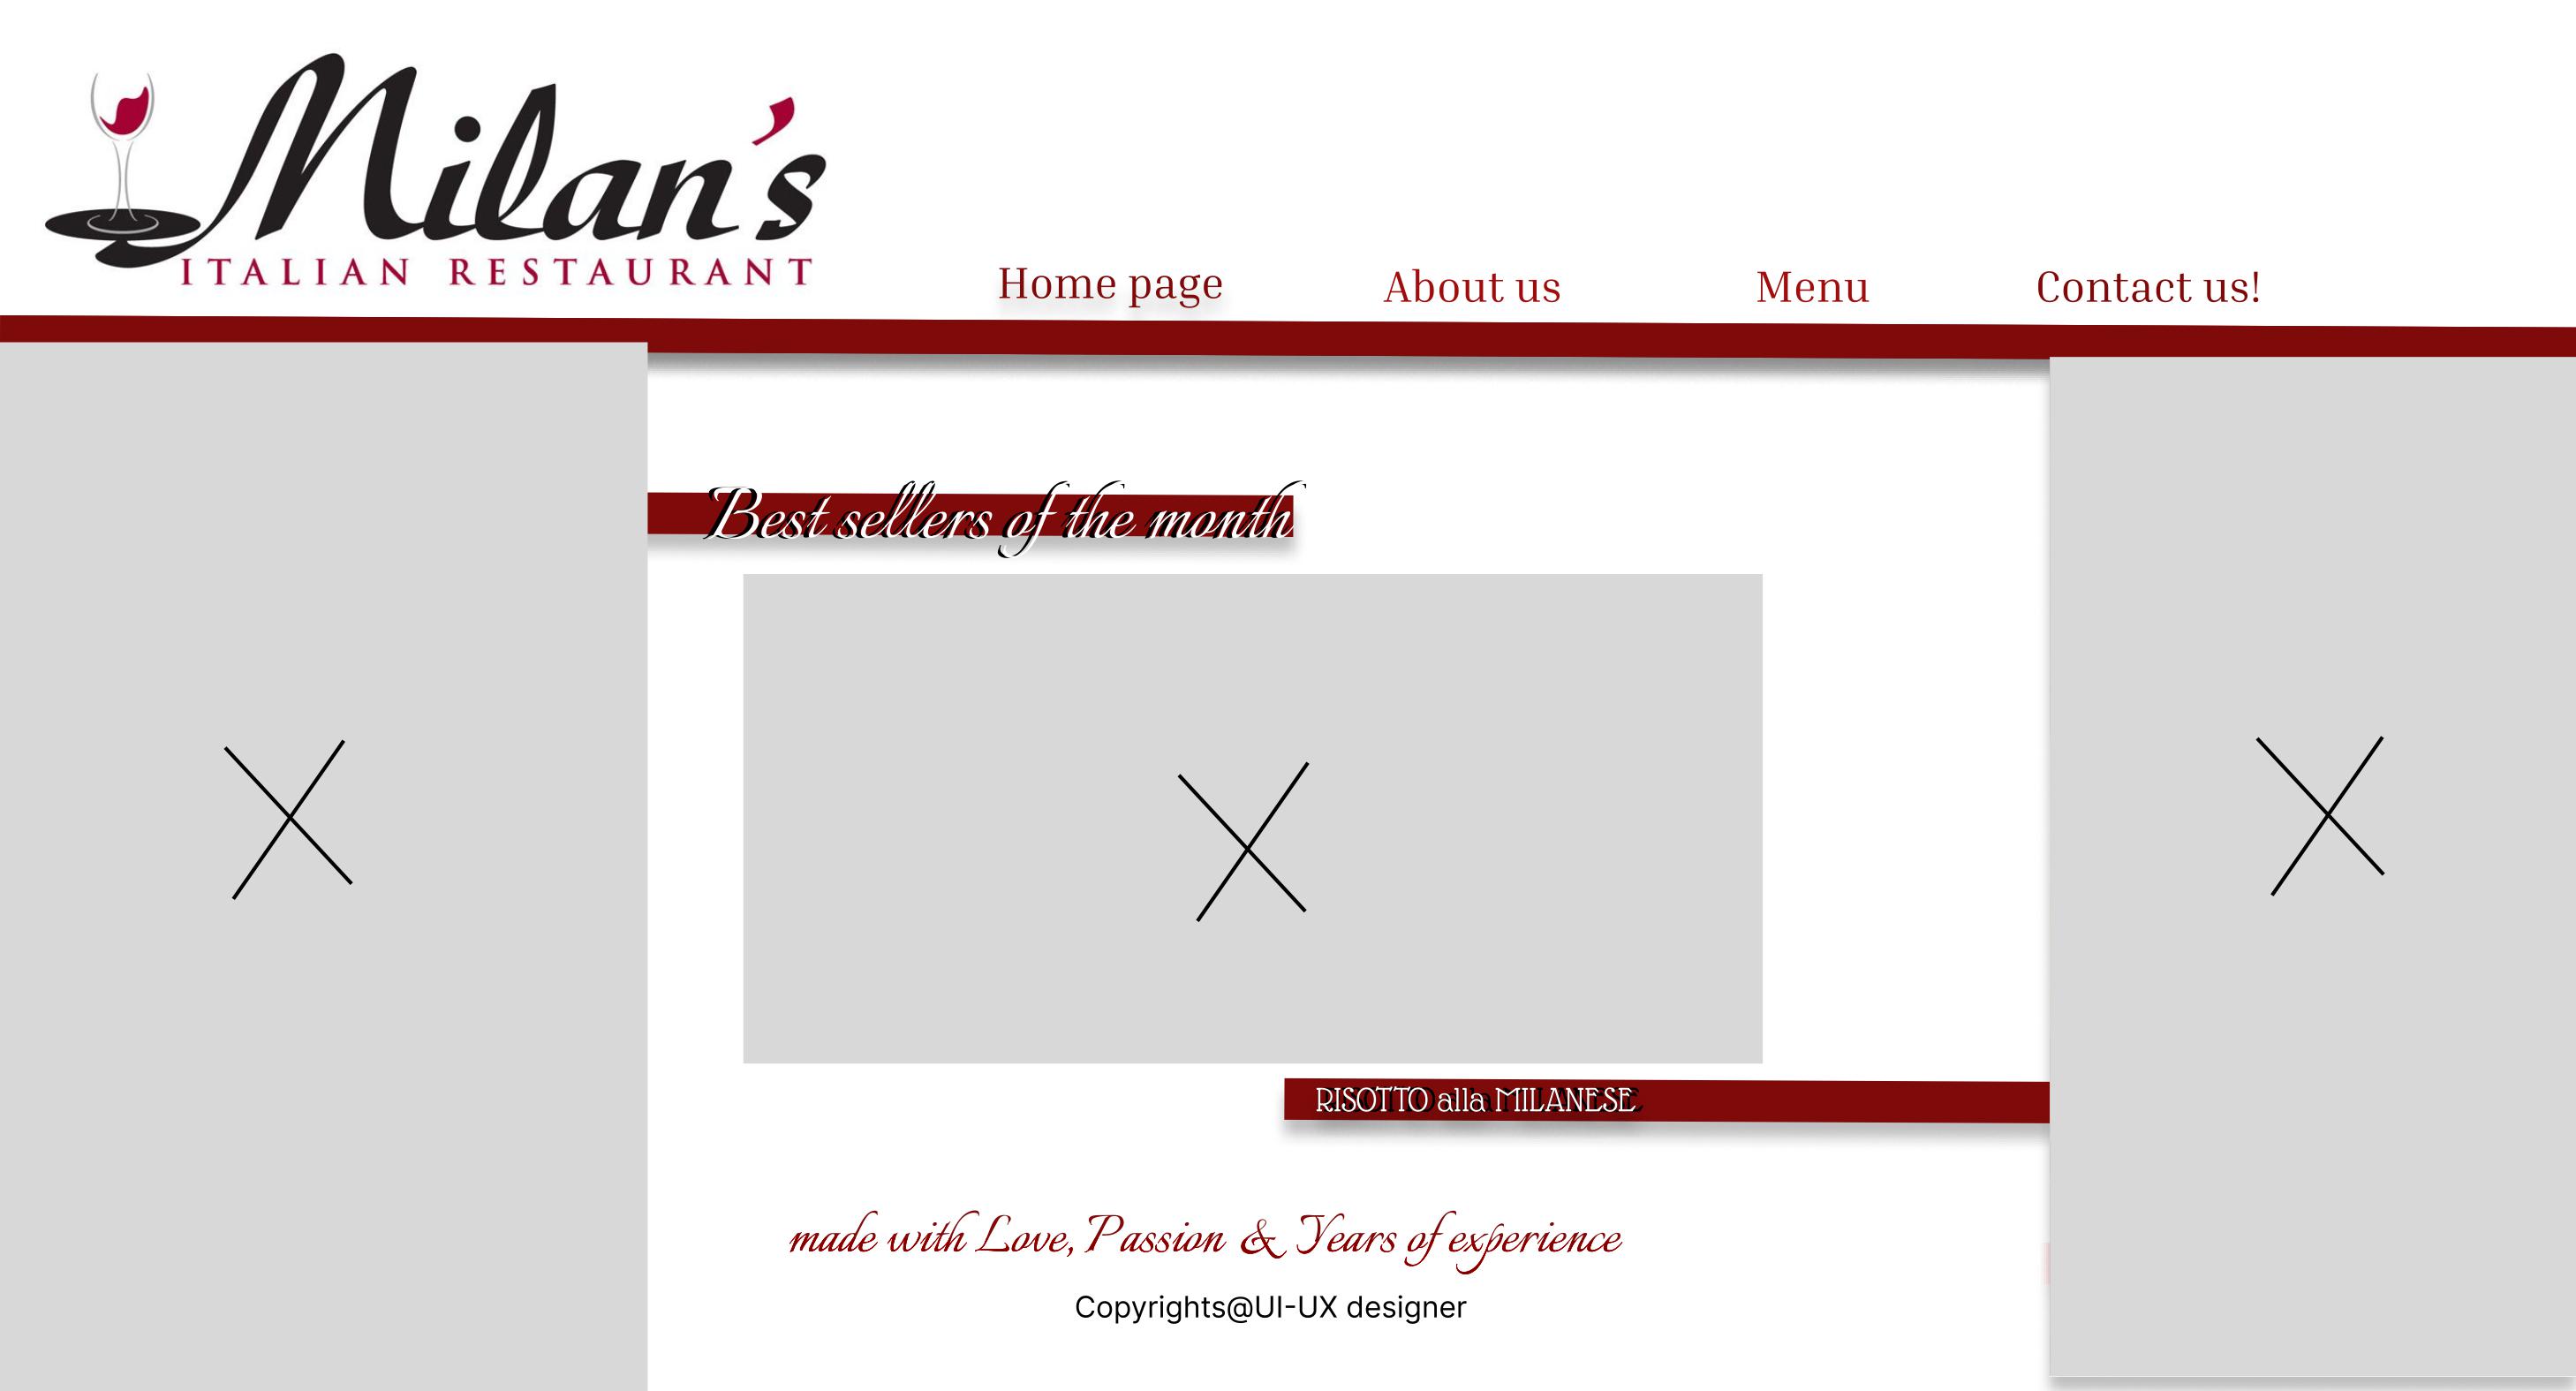 Milan's
ITALIAN RESTAURANT
Home page About us Menu Contact us!
Best sellers of the month
RISOTTO alla MILANESE
made with Love, Passion & Years of experience
Copyrights@UI-UX designer